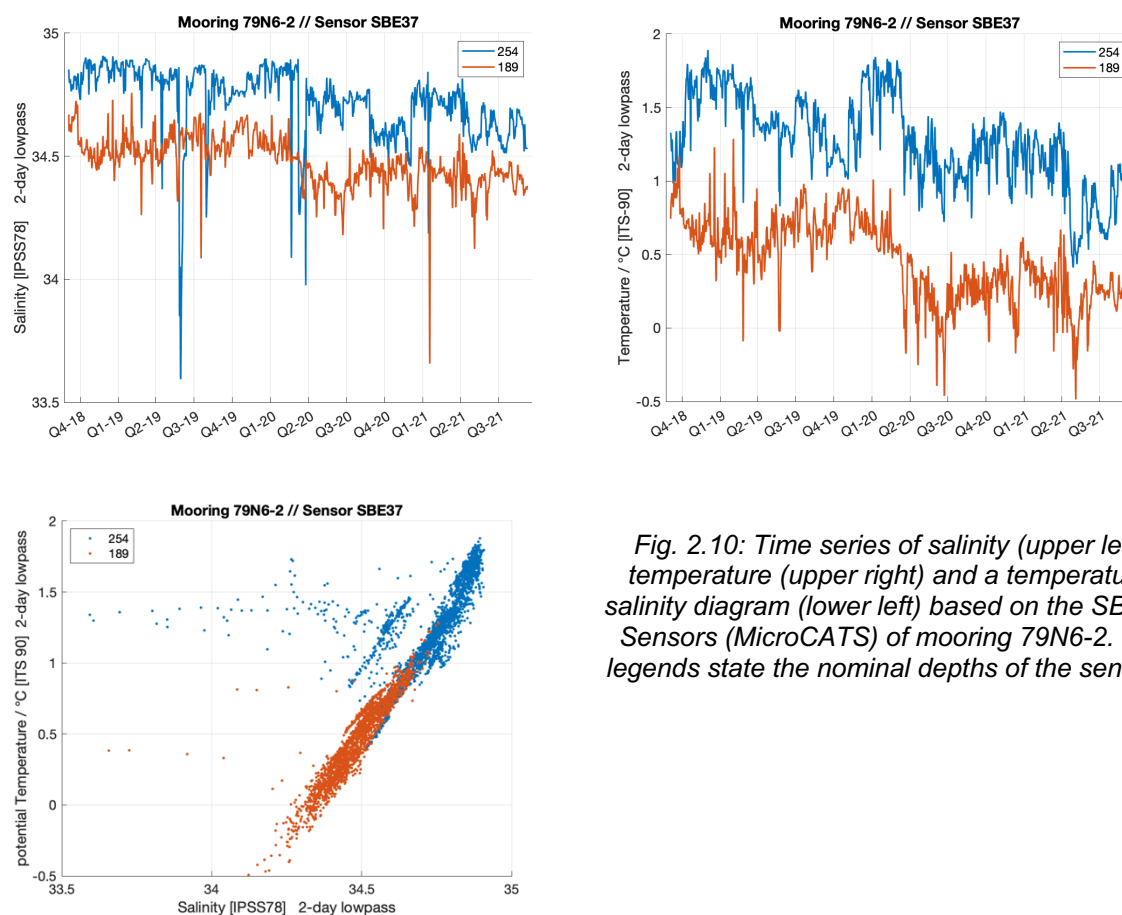 Mooring 79N6-2 // Sensor SBE37
35
34.5
34
33.5
Salinity [IPSS78]   2-day lowpass
254
189
Q4-18
Q1-19
Q2-19
Q3-19
Q4-19
Q1-20
Q2-20
Q3-20
Q4-20
Q1-21
Q2-21
Q3-21
Mooring 79N6-2 // Sensor SBE37
2
1.5
1
0.5
0
-0.5
Temperature / °C [ITS-90]   2-day lowpass
254
189
Q4-18
Q1-19
Q2-19
Q3-19
Q4-19
Q1-20
Q2-20
Q3-20
Q4-20
Q1-21
Q2-21
Q3-21
Mooring 79N6-2 // Sensor SBE37
254
189
2
1.5
1
0.5
0
-0.5
potential Temperature / °C [ITS 90]  2-day lowpass
33.5
34
34.5
35
Salinity [IPSS78]   2-day lowpass
Fig. 2.10: Time series of salinity (upper le
temperature (upper right) and a temperatu
salinity diagram (lower left) based on the SB
Sensors (MicroCATS) of mooring 79N6-2.
legends state the nominal depths of the sen